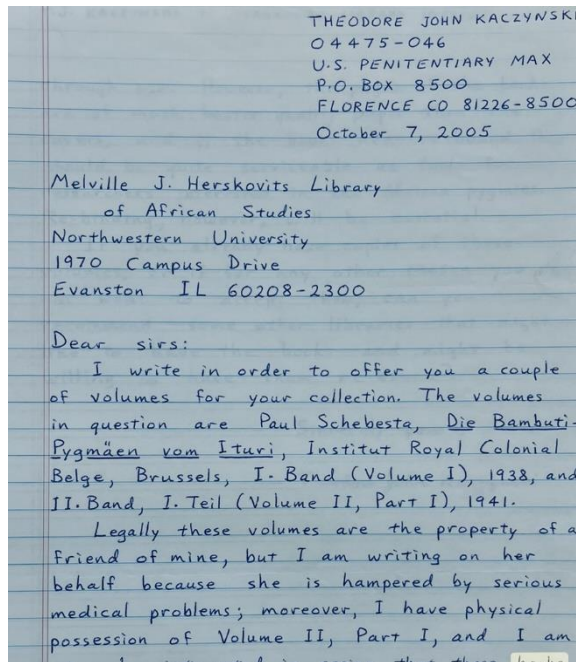 THEODORE JOHN KACZYNSKI
04475-046
U.S. PENITENTIARY MAX
P.O. BOX 8500
FLORENCE CO 81226-8500
October 7, 2005
Melville J. Herskovits Library
of African Studies
Northwestern University
1970 Campus Drive
Evanston IL 60208-2300
Dear sirs:
I write in order to offer you a couple
of volumes for your collection. The volumes
in question are Paul Schebesta, Die Bambuti-
Pygmäen vom Ituri, Institut Royal Colonial
Belge, Brussels, I. Band (Volume I), 1938, and
II. Band, I. Teil (Volume II, Part I), 1941.
Legally these volumes are the property of a
friend of mine, but I am writing on her
behalf because she is hampered by serious
medical problems; moreover, I have physical
possession of Volume II, Part I, and I am